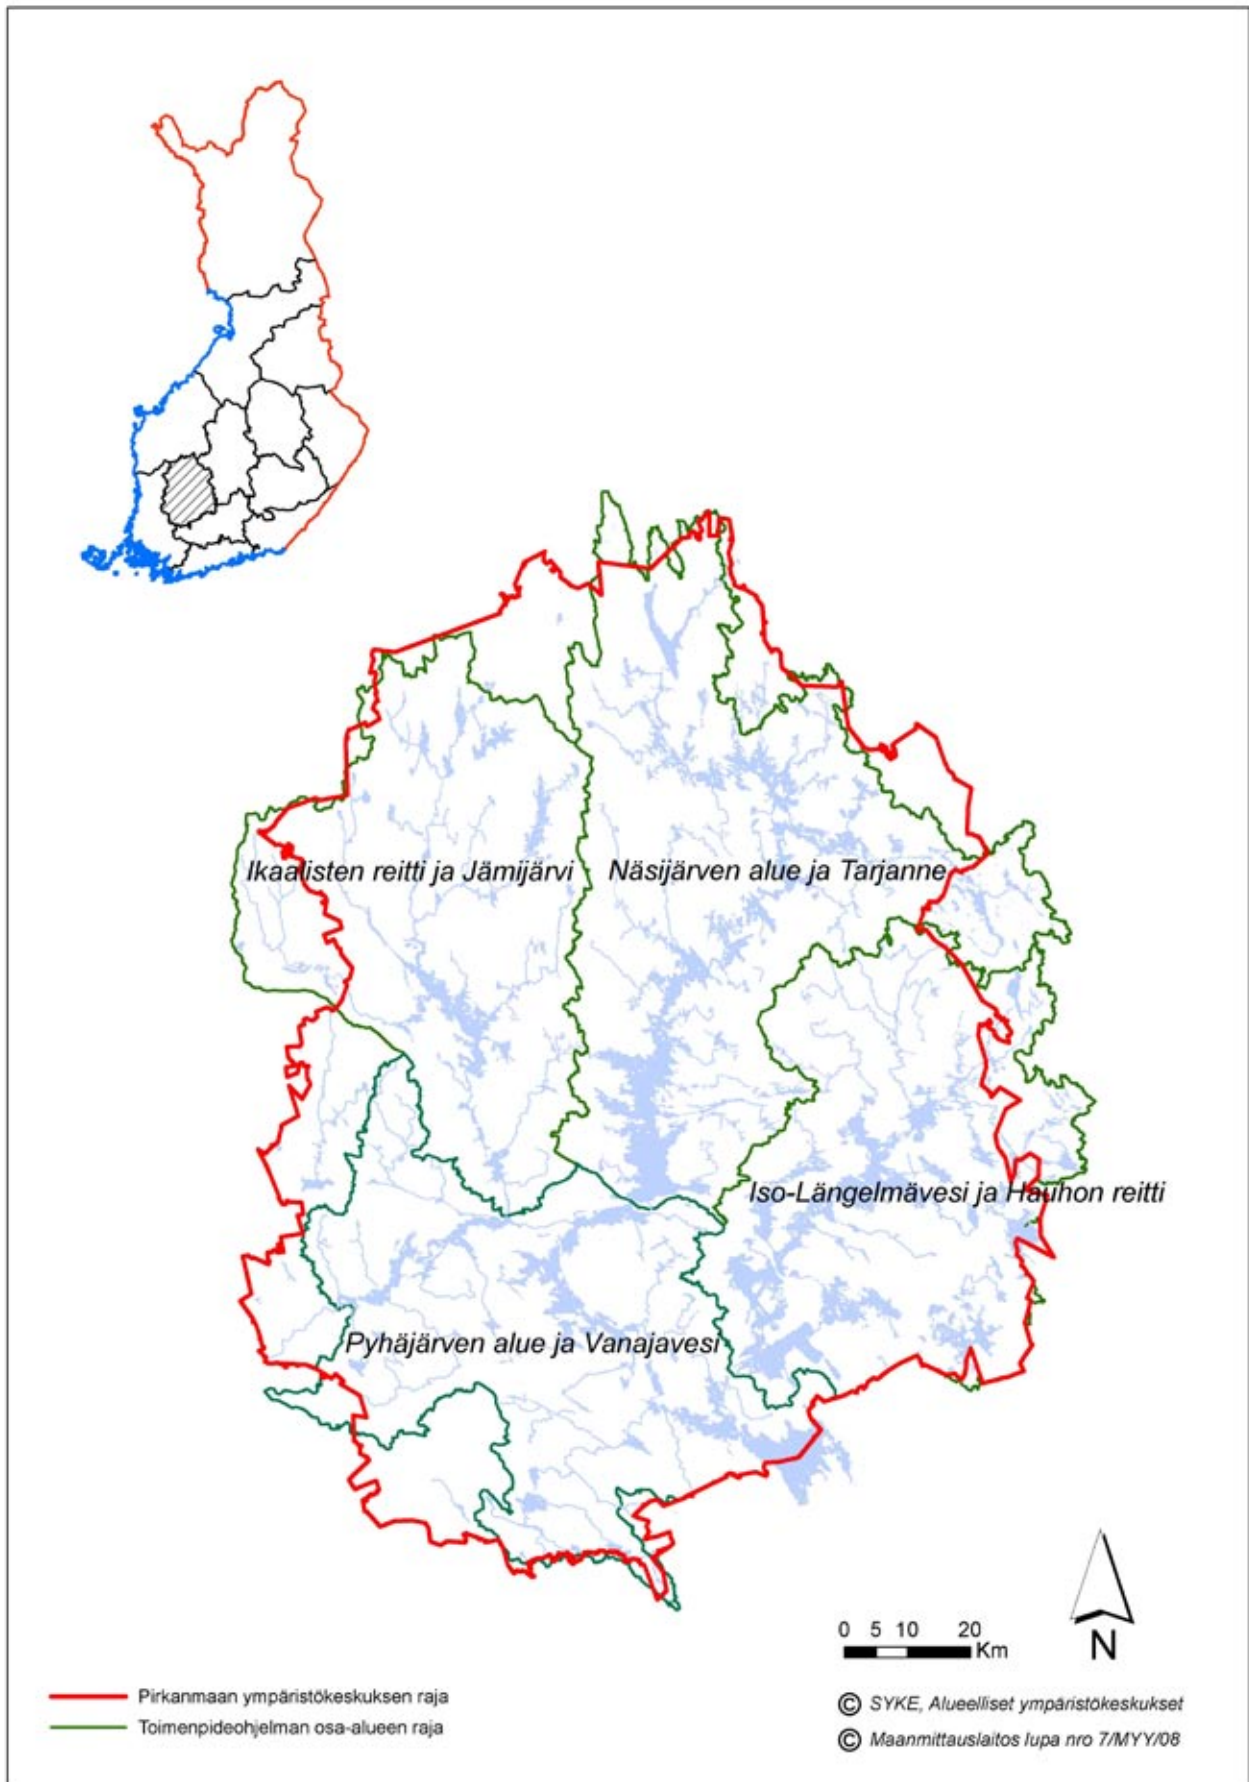 Ikaalisten reitti ja Jämijärvi
Näsijärven alue ja Tarjanne
Iso-Längelmävesi ja Hauhon reitti
Pyhäjärven alue ja Vanajavesi
0 5 10 20
Km
N
Pirkanmaan ympäristökeskuksen raja
Toimenpideohjelman osa-alueen raja
© SYKE, Alueelliset ympäristökeskukset
© Maanmittauslaitos lupa nro 7/MYY/08